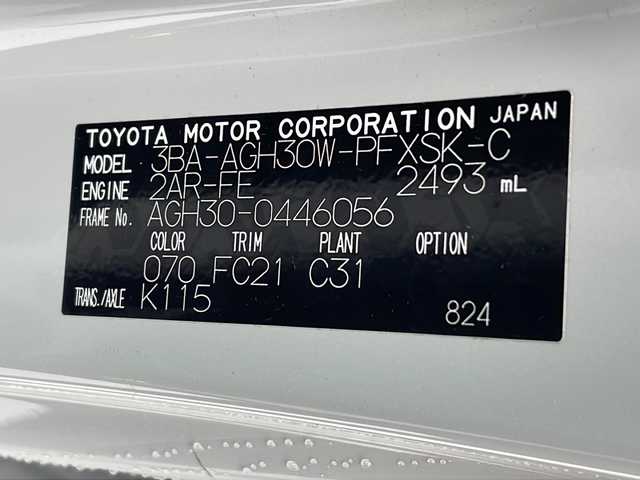 TOYOTA MOTOR CORPORATION JAPAN
MODEL 3BA-AGH30W-PFXSK-C
ENGINE 2AR-FE 2493 mL
FRAME No. AGH30-0446056
COLOR TRIM PLANT OPTION
070 FC21 C31
TRANS./AXLE K115
824